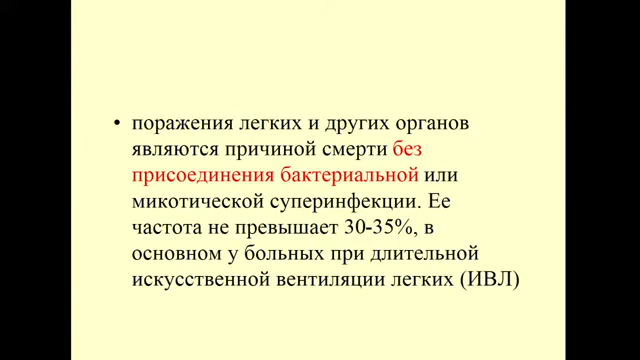 • поражения легких и других органов
являются причиной смерти без
присоединения бактериальной или
микотической суперинфекции. Ее
частота не превышает 30-35%, в
основном у больных при длительной
искусственной вентиляции легких (ИВЛ)